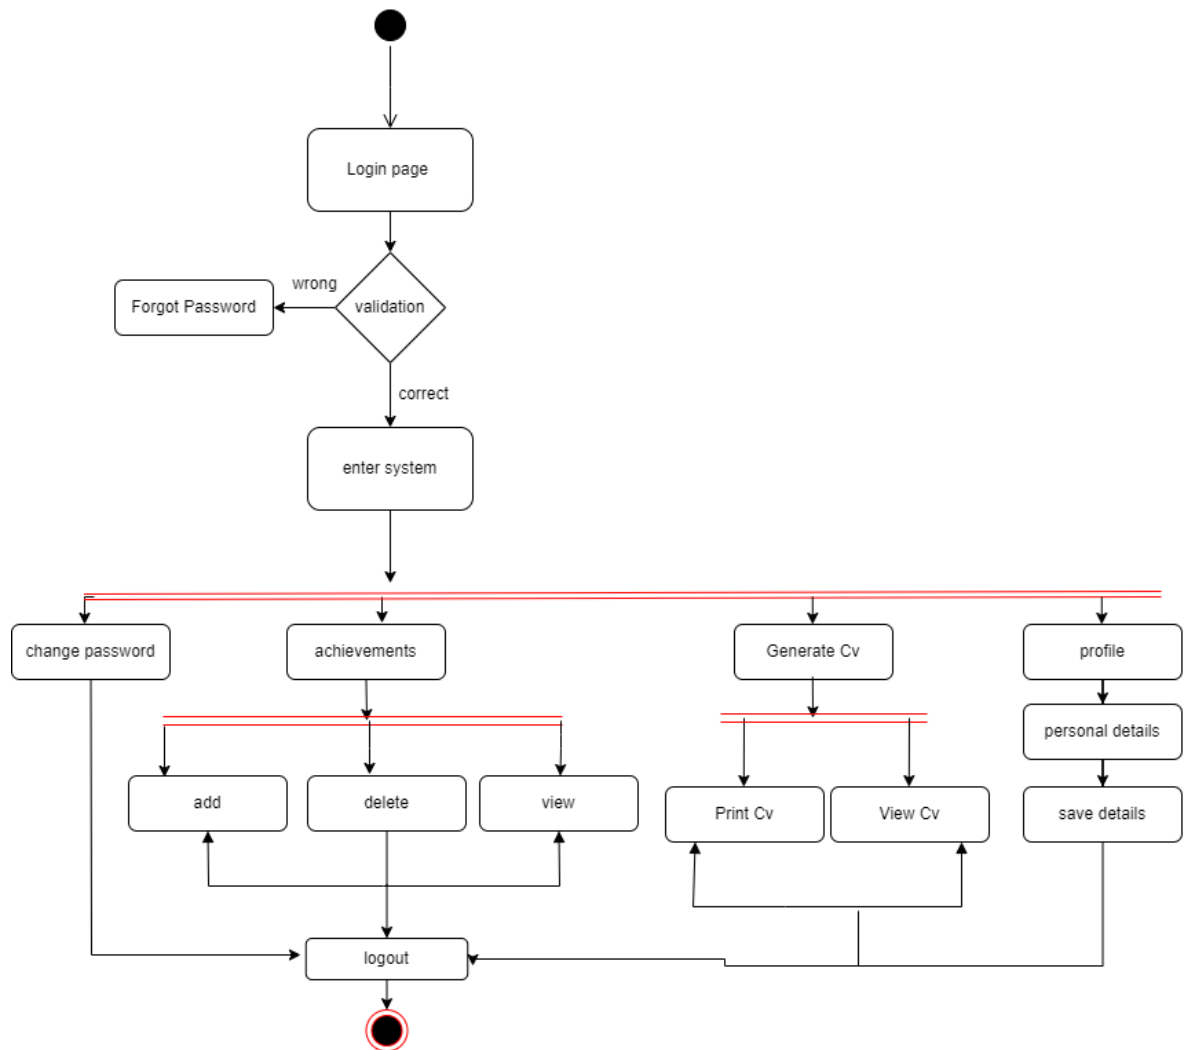 Login page
wrong
Forgot Password
validation
correct
enter system
change password
achievements
Generate Cv
profile
personal details
add
delete
view
Print Cv
View Cv
save details
logout